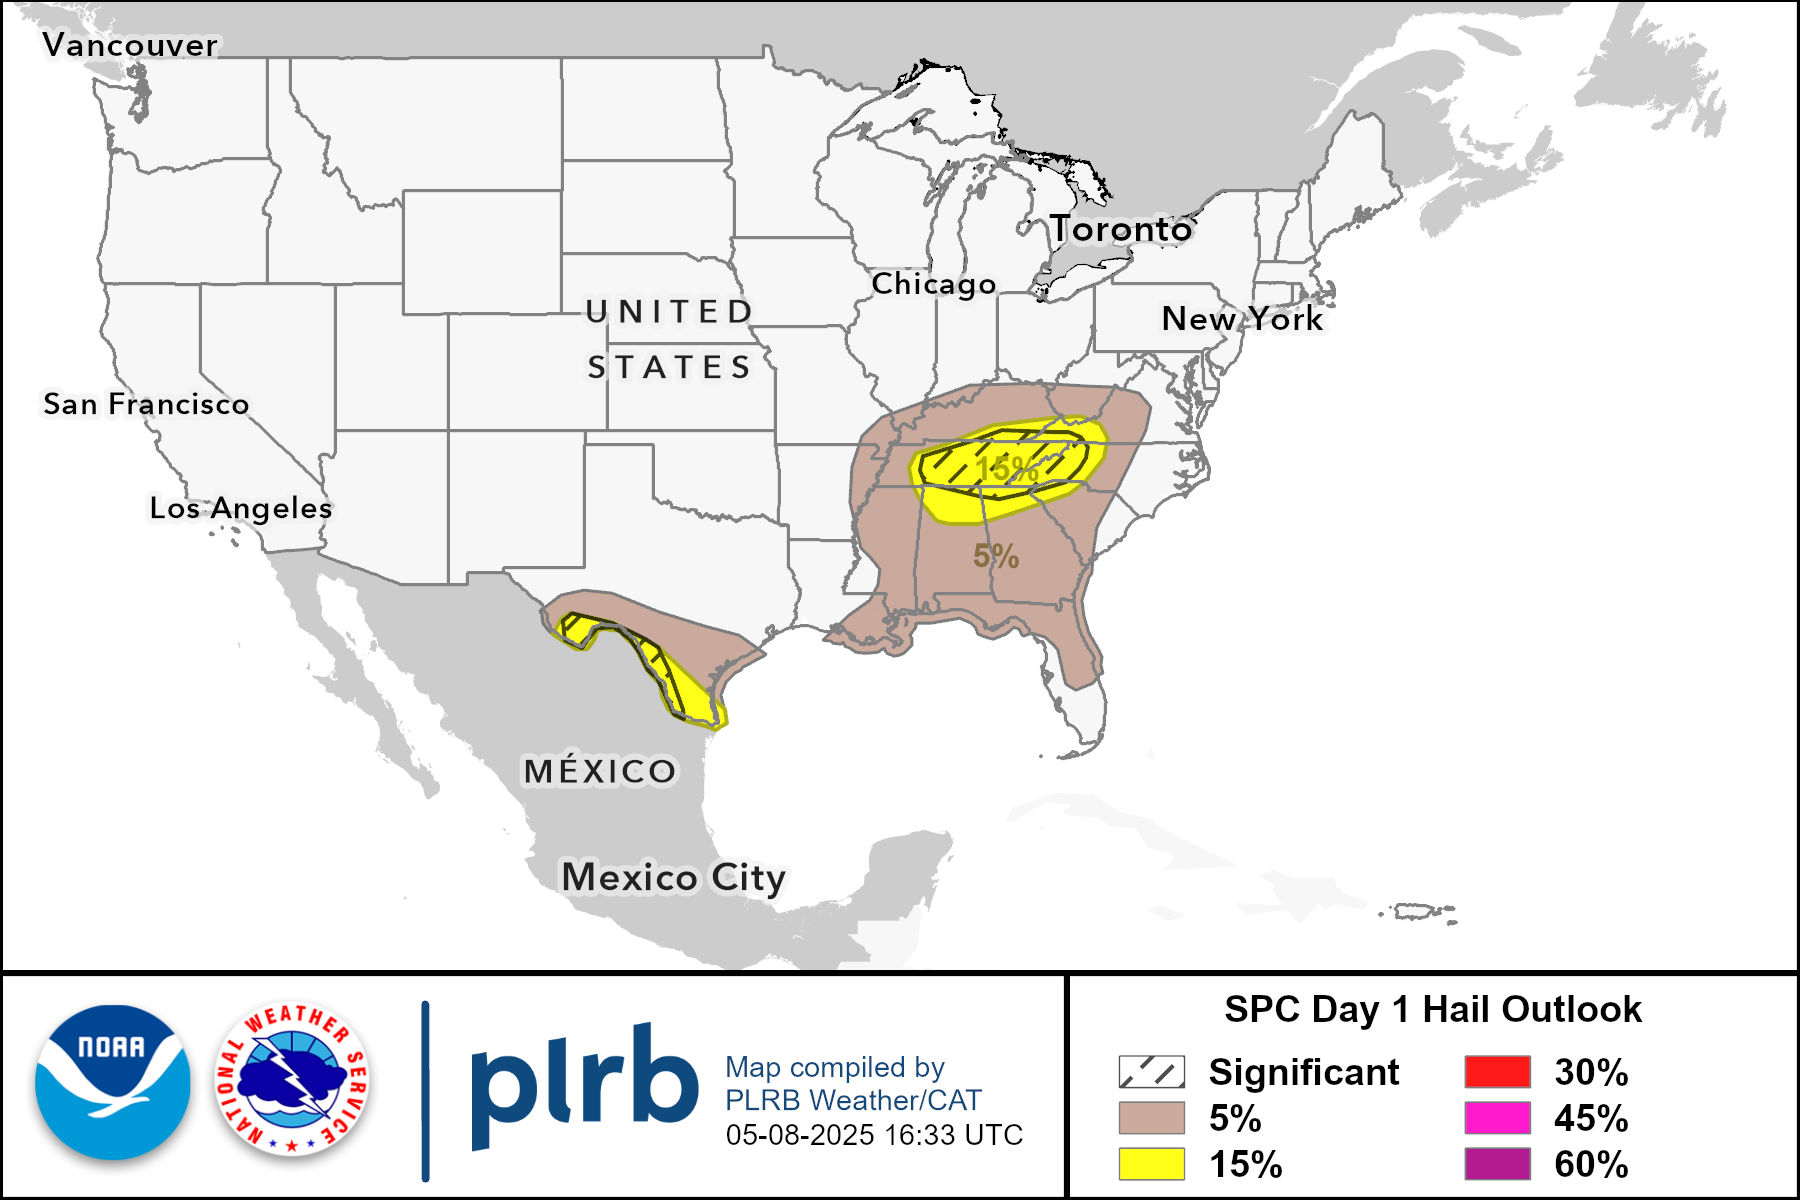 Vancouver
Toronto
Chicago
UNITED
New York
STATES
San Francisco
15%
Los Angeles
5%
MÉXICO
Mexico City
NOAA
NATIONAL WEATHER SERVICE
plrb
Map compiled by
PLRB Weather/CAT
05-08-2025 16:33 UTC
SPC Day 1 Hail Outlook
Significant
5%
15%
30%
45%
60%